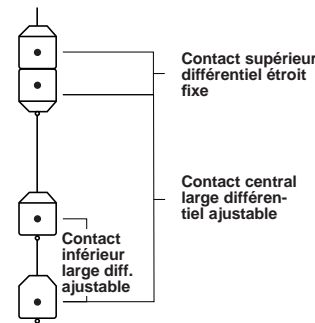 Contact supérieur
différentiel étroit
fixe
Contact central
large différen-
tiel ajustable
Contact
inférieur
large diff.
ajustable